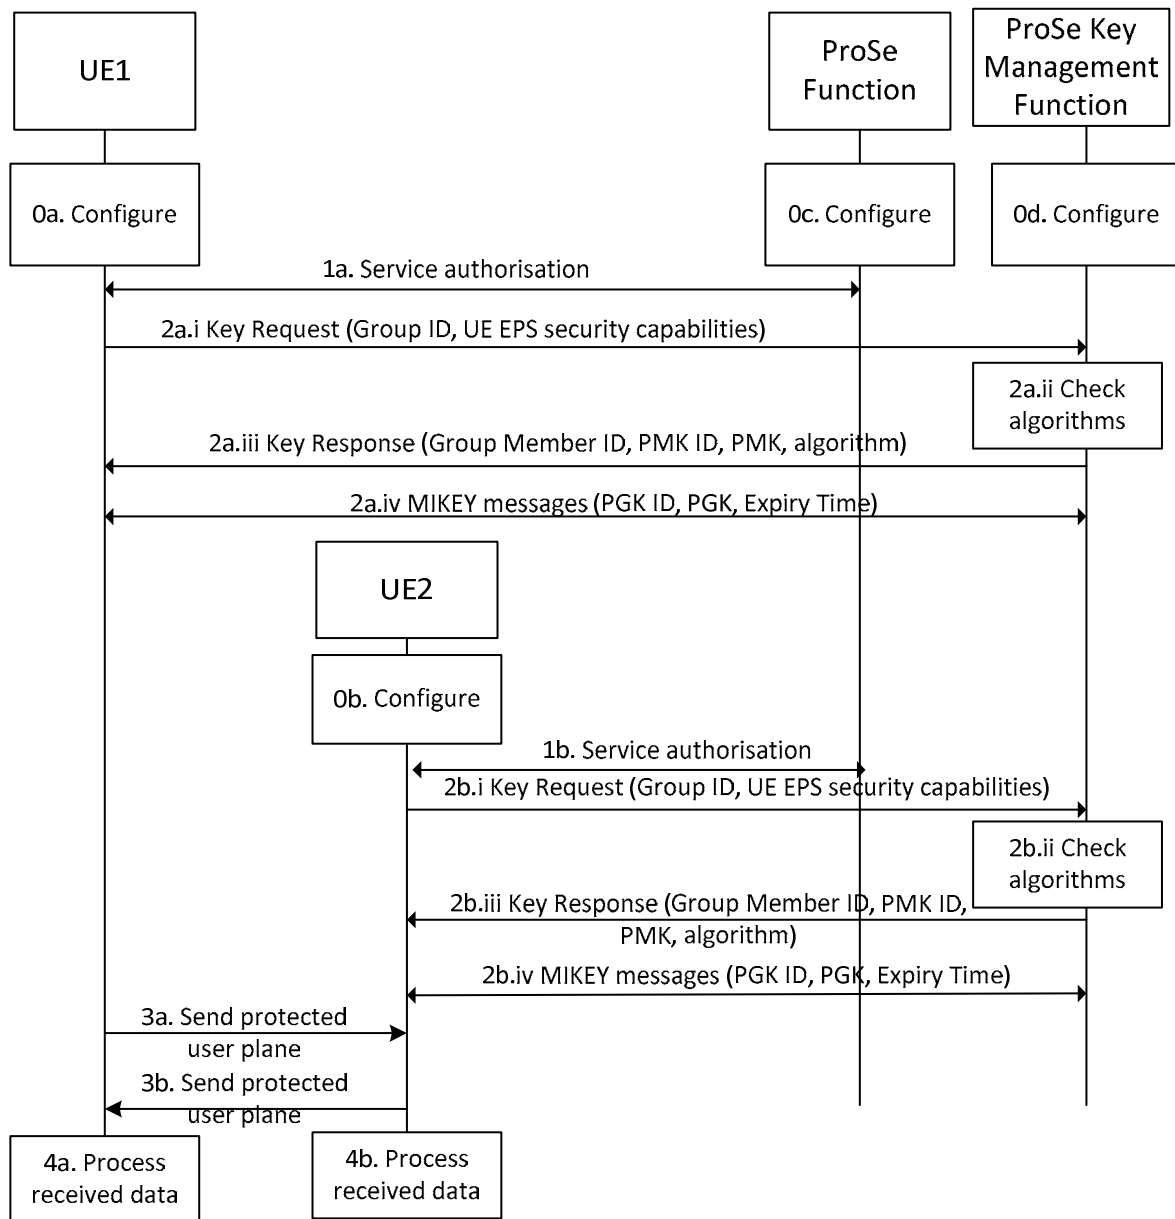 UE1
ProSe
Function
ProSe Key
Management
Function
0a. Configure
0c. Configure
0d. Configure
1a. Service authorisation
2a.i Key Request (Group ID, UE EPS security capabilities)
2a.ii Check
algorithms
2a.iii Key Response (Group Member ID, PMK ID, PMK, algorithm)
2a.iv MIKEY messages (PGK ID, PGK, Expiry Time)
UE2
0b. Configure
1b. Service authorisation
2b.i Key Request (Group ID, UE EPS security capabilities)
2b.ii Check
algorithms
2b.iii Key Response (Group Member ID, PMK ID,
PMK, algorithm)
2b.iv MIKEY messages (PGK ID, PGK, Expiry Time)
3a. Send protected
user plane
3b. Send protected
user plane
4a. Process
received data
4b. Process
received data